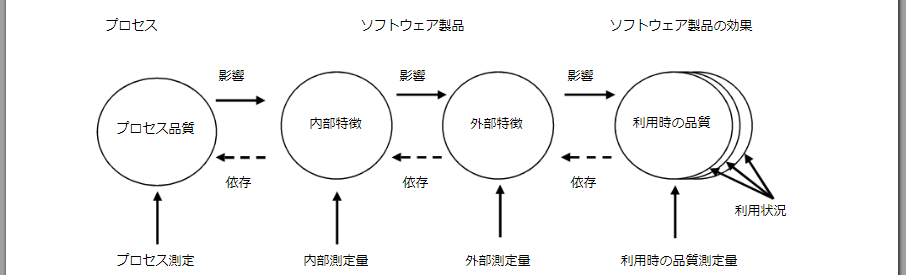 プロセス
ソフトウェア製品
ソフトウェア製品の効果
影響
影響
影響
プロセス品質
内部特徴
外部特徴
利用時の品質
依存
依存
依存
利用状況
プロセス測定
内部測定量
外部測定量
利用時の品質測定量